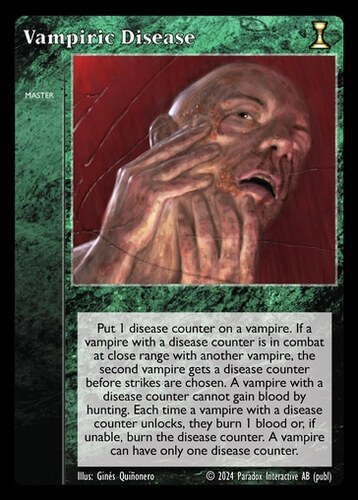 Vampiric Disease
MASTER
Put 1 disease counter on a vampire. If a
vampire with a disease counter is in combat
at close range with another vampire, the
second vampire gets a disease counter
before strikes are chosen. A vampire with a
disease counter cannot gain blood by
hunting. Each time a vampire with a disease
counter unlocks, they burn 1 blood or, if
unable, burn the disease counter. A vampire
can have only one disease counter.
Illus: Ginés Quiñonero © 2024 Paradox Interactive AB (publ)